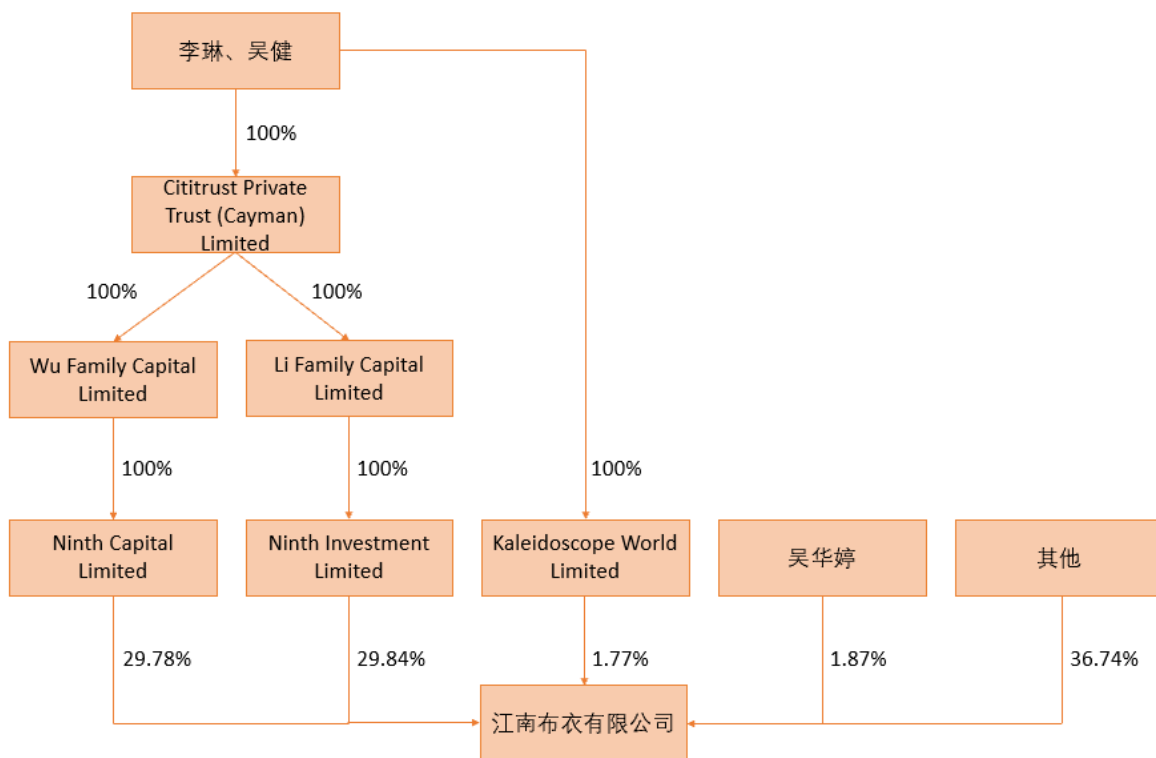 李琳、吴健
100%
Cititrust Private
Trust (Cayman)
Limited
100%
100%
Wu Family Capital
Limited
Li Family Capital
Limited
100%
100%
100%
Ninth Capital
Limited
Ninth Investment
Limited
Kaleidoscope World
Limited
吴华婷
其他
29.78%
29.84%
1.77%
1.87%
36.74%
江南布衣有限公司